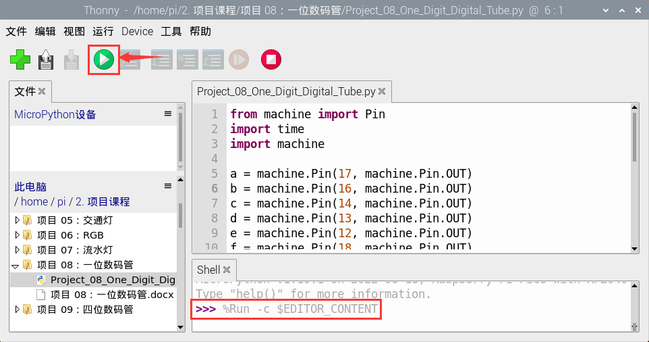 Thonny - /home/pi/2. 项目课程/项目 08：一位数码管/Project_08_One_Digit_Digital_Tube.py @ 6 : 1
文件 编辑 视图 运行 Device 工具 帮助
文件
MicroPython设备
此电脑
/ home / pi / 2. 项目课程
项目 05：交通灯
项目 06：RGB
项目 07：流水灯
项目 08：一位数码管
Project_08_One_Digit_Dig
项目 08：一位数码管.docx
项目 09：四位数码管
Project_08_One_Digit_Digital_Tube.py
1 from machine import Pin
2 import time
3 import machine
4
5 a = machine.Pin(17, machine.Pin.OUT)
6 b = machine.Pin(16, machine.Pin.OUT)
7 c = machine.Pin(14, machine.Pin.OUT)
8 d = machine.Pin(13, machine.Pin.OUT)
9 e = machine.Pin(12, machine.Pin.OUT)
10 f = machine.Pin(18, machine.Pin.OUT)
Shell
Type "help()" for more information.
>>> %Run -c $EDITOR_CONTENT